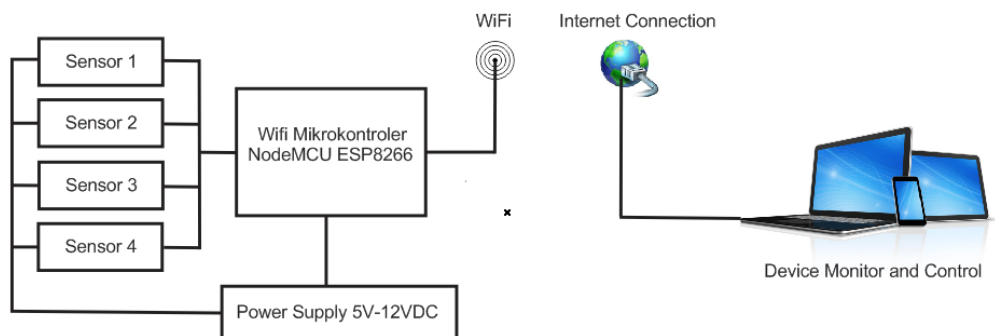 WiFi
Internet Connection
Sensor 1
Sensor 2
Sensor 3
Sensor 4
Wifi Mikrokontroler
NodeMCU ESP8266
Power Supply 5V-12VDC
Device Monitor and Control